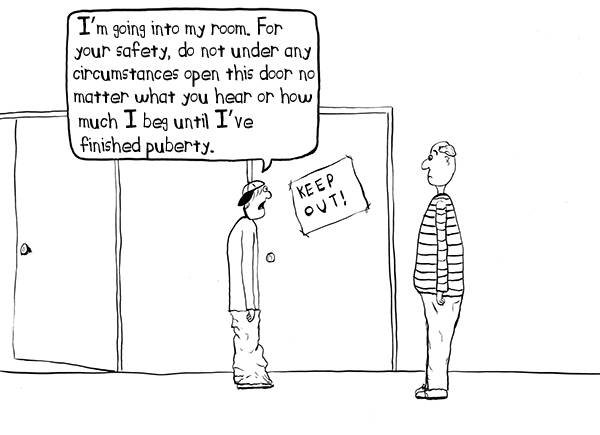 I'm going into my room. For
your safety, do not under any
circumstances open this door no
matter what you hear or how
much I beg until I've
finished puberty.
KEEP
OUT!